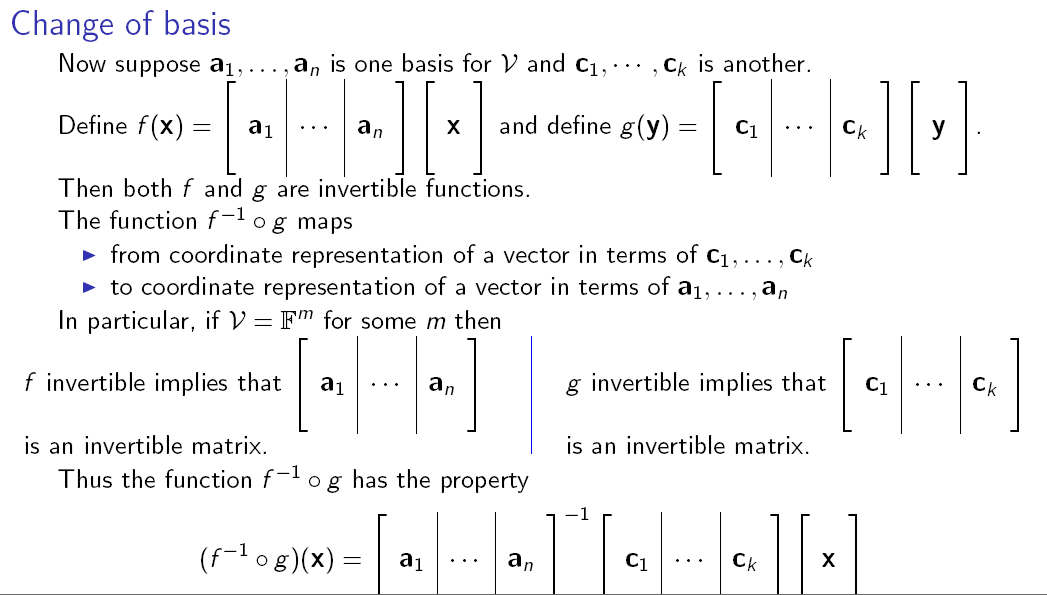 Change of basis
Now suppose a₁, . . . , aₙ is one basis for 𝒱 and c₁, · · · , cₖ is another.
Define f(x) = [ a₁ | · · · | aₙ ] [ x ] and define g(y) = [ c₁ | · · · | cₖ ] [ y ] .
Then both f and g are invertible functions.
The function f⁻¹ ∘ g maps
▶ from coordinate representation of a vector in terms of c₁, . . . , cₖ
▶ to coordinate representation of a vector in terms of a₁, . . . , aₙ
In particular, if 𝒱 = 𝔽ᵐ for some m then
f invertible implies that [ a₁ | · · · | aₙ ]
is an invertible matrix.
g invertible implies that [ c₁ | · · · | cₖ ]
is an invertible matrix.
Thus the function f⁻¹ ∘ g has the property
(f⁻¹ ∘ g)(x) = [ a₁ | · · · | aₙ ]⁻¹ [ c₁ | · · · | cₖ ] [ x ]